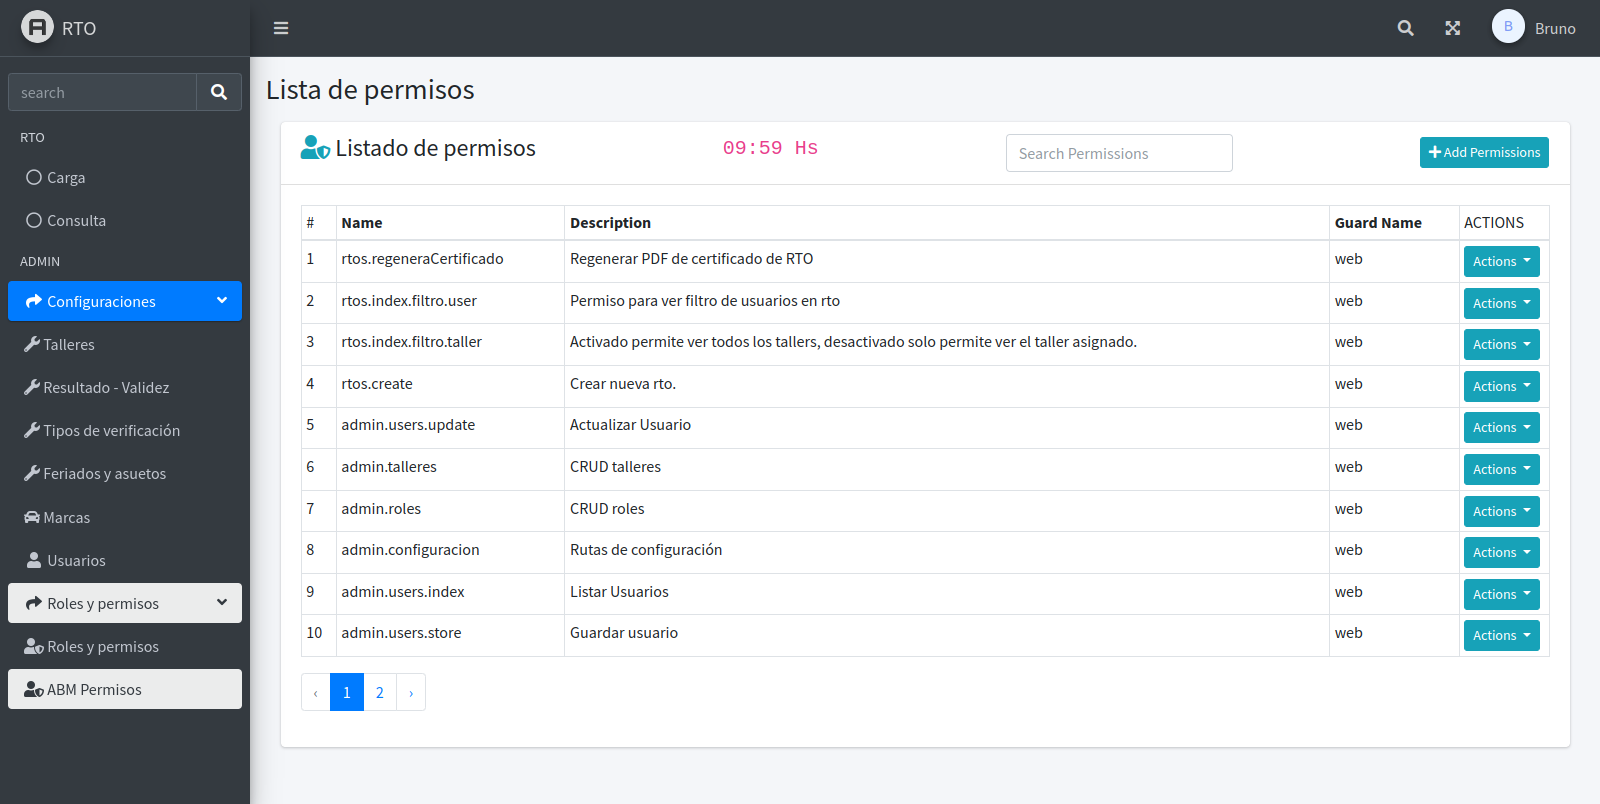 RTO
B
Bruno
search
RTO
Carga
Consulta
ADMIN
Configuraciones
Talleres
Resultado - Validez
Tipos de verificación
Feriados y asuetos
Marcas
Usuarios
Roles y permisos
Roles y permisos
ABM Permisos
Lista de permisos
Listado de permisos
09:59 Hs
Search Permissions
Add Permissions
# Name Description Guard Name ACTIONS
1 rtos.regeneraCertificado Regenerar PDF de certificado de RTO web Actions
2 rtos.index.filtro.user Permiso para ver filtro de usuarios en rto web Actions
3 rtos.index.filtro.taller Activado permite ver todos los tallers, desactivado solo permite ver el taller asignado. web Actions
4 rtos.create Crear nueva rto. web Actions
5 admin.users.update Actualizar Usuario web Actions
6 admin.talleres CRUD talleres web Actions
7 admin.roles CRUD roles web Actions
8 admin.configuracion Rutas de configuración web Actions
9 admin.users.index Listar Usuarios web Actions
10 admin.users.store Guardar usuario web Actions
‹ 1 2 ›